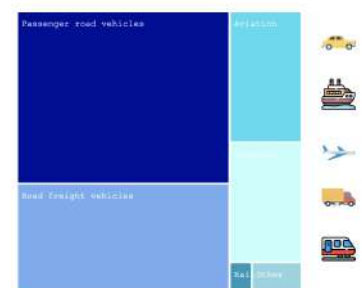 Passenger road vehicles
Aviation
Road freight vehicles
Rail
Other